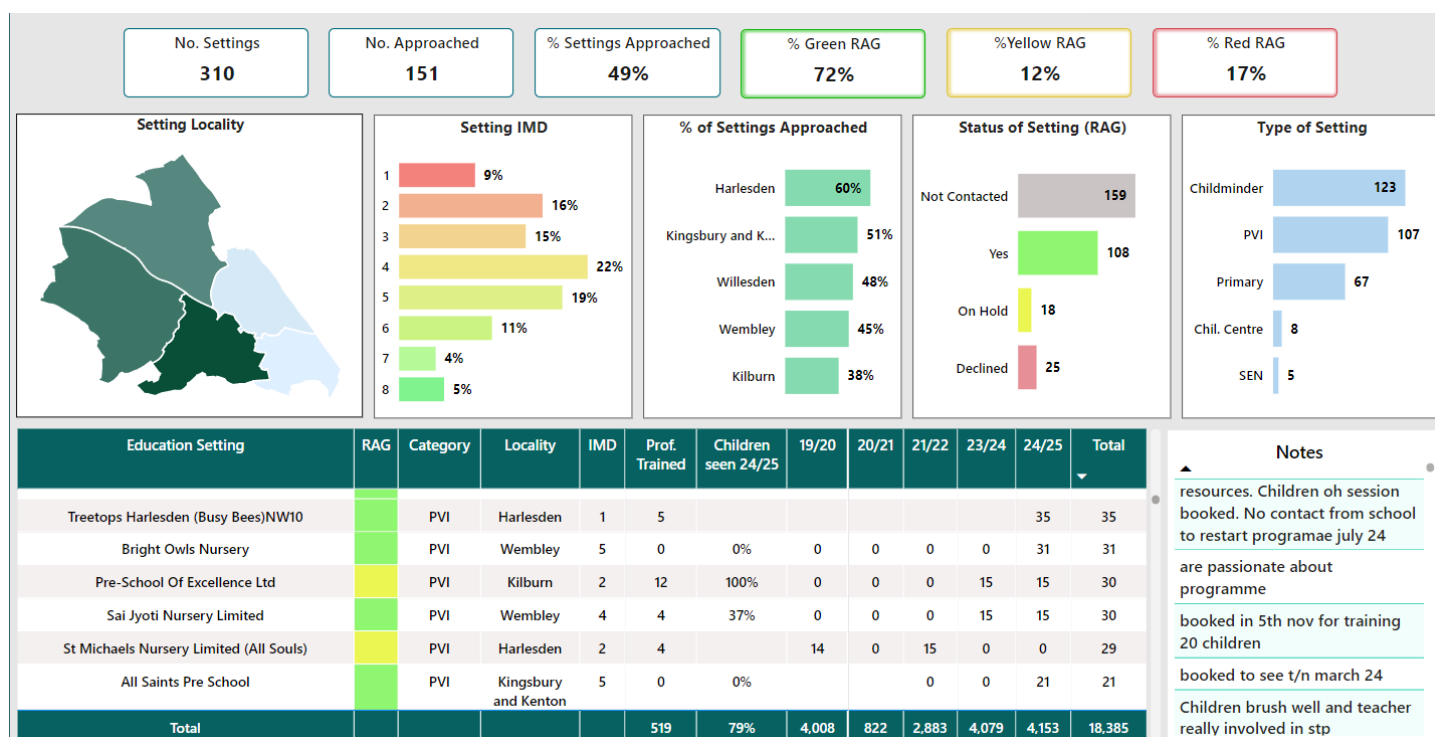 No. Settings
310
No. Approached
151
% Settings Approached
49%
% Green RAG
72%
%Yellow RAG
12%
% Red RAG
17%
Setting Locality
Setting IMD
1 9%
2 16%
3 15%
4 22%
5 19%
6 11%
7 4%
8 5%
% of Settings Approached
Harlesden 60%
Kingsbury and K... 51%
Willesden 48%
Wembley 45%
Kilburn 38%
Status of Setting (RAG)
Not Contacted 159
Yes 108
On Hold 18
Declined 25
Type of Setting
Childminder 123
PVI 107
Primary 67
Chil. Centre 8
SEN 5
Education Setting RAG Category Locality IMD Prof. Children 19/20 20/21 21/22 23/24 24/25 Total
Trained seen 24/25
Treetops Harlesden (Busy Bees)NW10 PVI Harlesden 1 5 35 35
Bright Owls Nursery PVI Wembley 5 0 0% 0 0 0 0 31 31
Pre-School Of Excellence Ltd PVI Kilburn 2 12 100% 0 0 0 15 15 30
Sai Jyoti Nursery Limited PVI Wembley 4 4 37% 0 0 0 15 15 30
St Michaels Nursery Limited (All Souls) PVI Harlesden 2 4 14 0 15 0 0 29
All Saints Pre School PVI Kingsbury 5 0 0% 0 0 21 21
and Kenton
Total 519 79% 4,008 822 2,883 4,079 4,153 18,385
Notes
resources. Children oh session
booked. No contact from school
to restart programae july 24
are passionate about
programme
booked in 5th nov for training
20 children
booked to see t/n march 24
Children brush well and teacher
really involved in stp